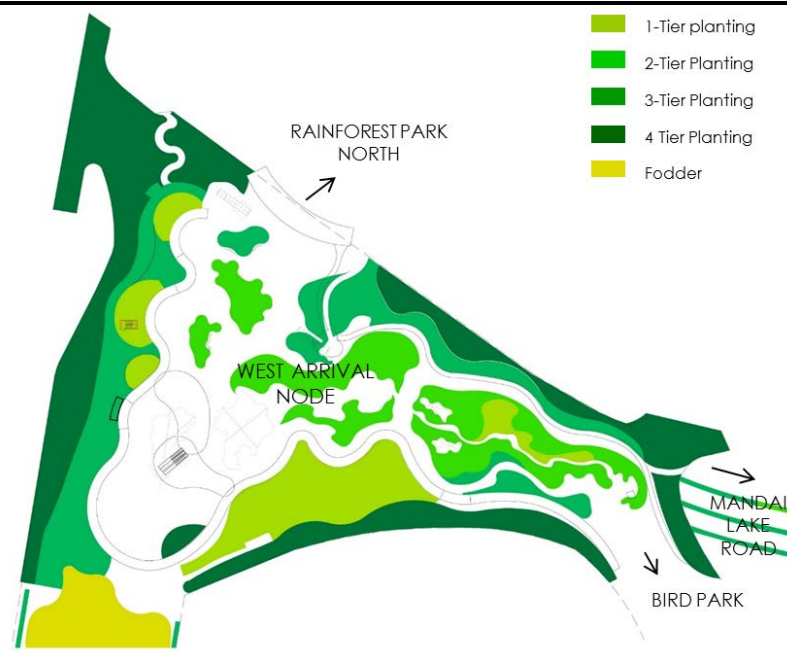 1-Tier planting
2-Tier Planting
3-Tier Planting
4 Tier Planting
Fodder
RAINFOREST PARK
NORTH
WEST ARRIVAL
NODE
MANDAI
LAKE
ROAD
BIRD PARK